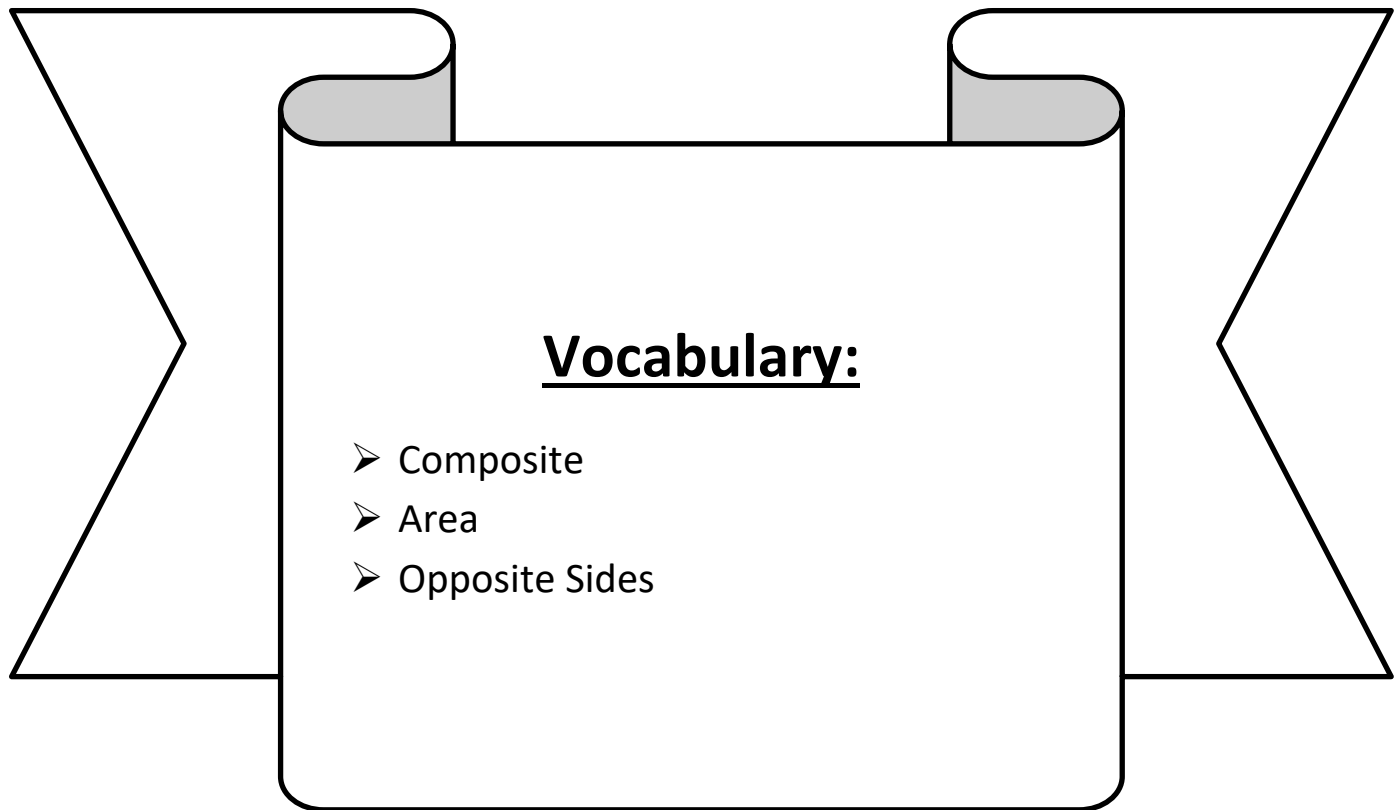 Vocabulary:
➢ Composite
➢ Area
➢ Opposite Sides